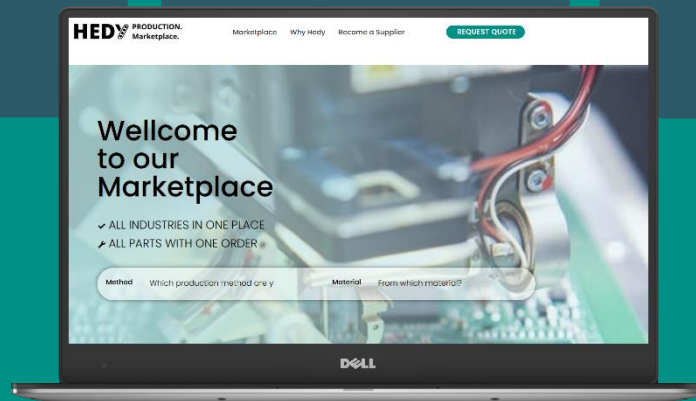 HEDY PRODUCTION.
Marketplace.
Marketplace Why Hedy Become a Supplier REQUEST QUOTE
Wellcome
to our
Marketplace
ALL INDUSTRIES IN ONE PLACE
ALL PARTS WITH ONE ORDER
Method Which production method are y Material From which material?
DELL